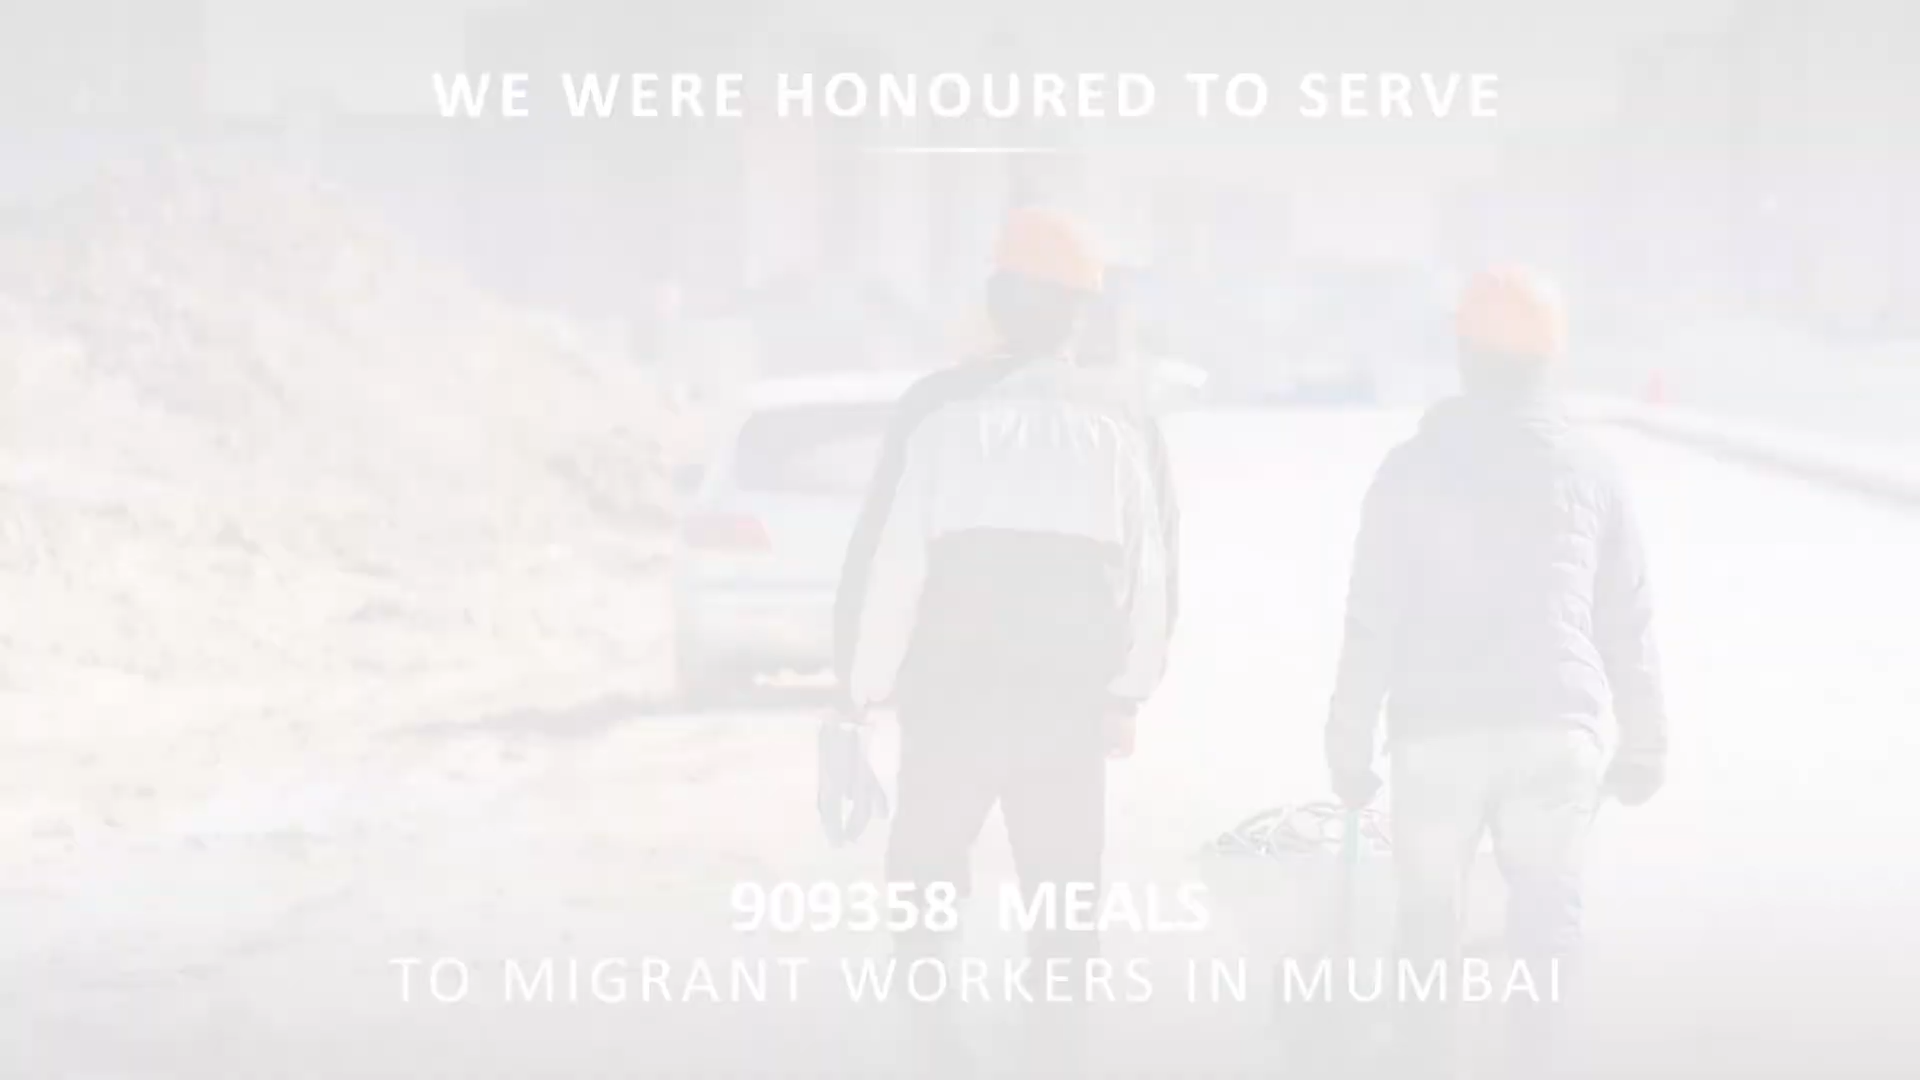 WE WERE HONOURED TO SERVE
909358 MEALS
TO MIGRANT WORKERS IN MUMBAI